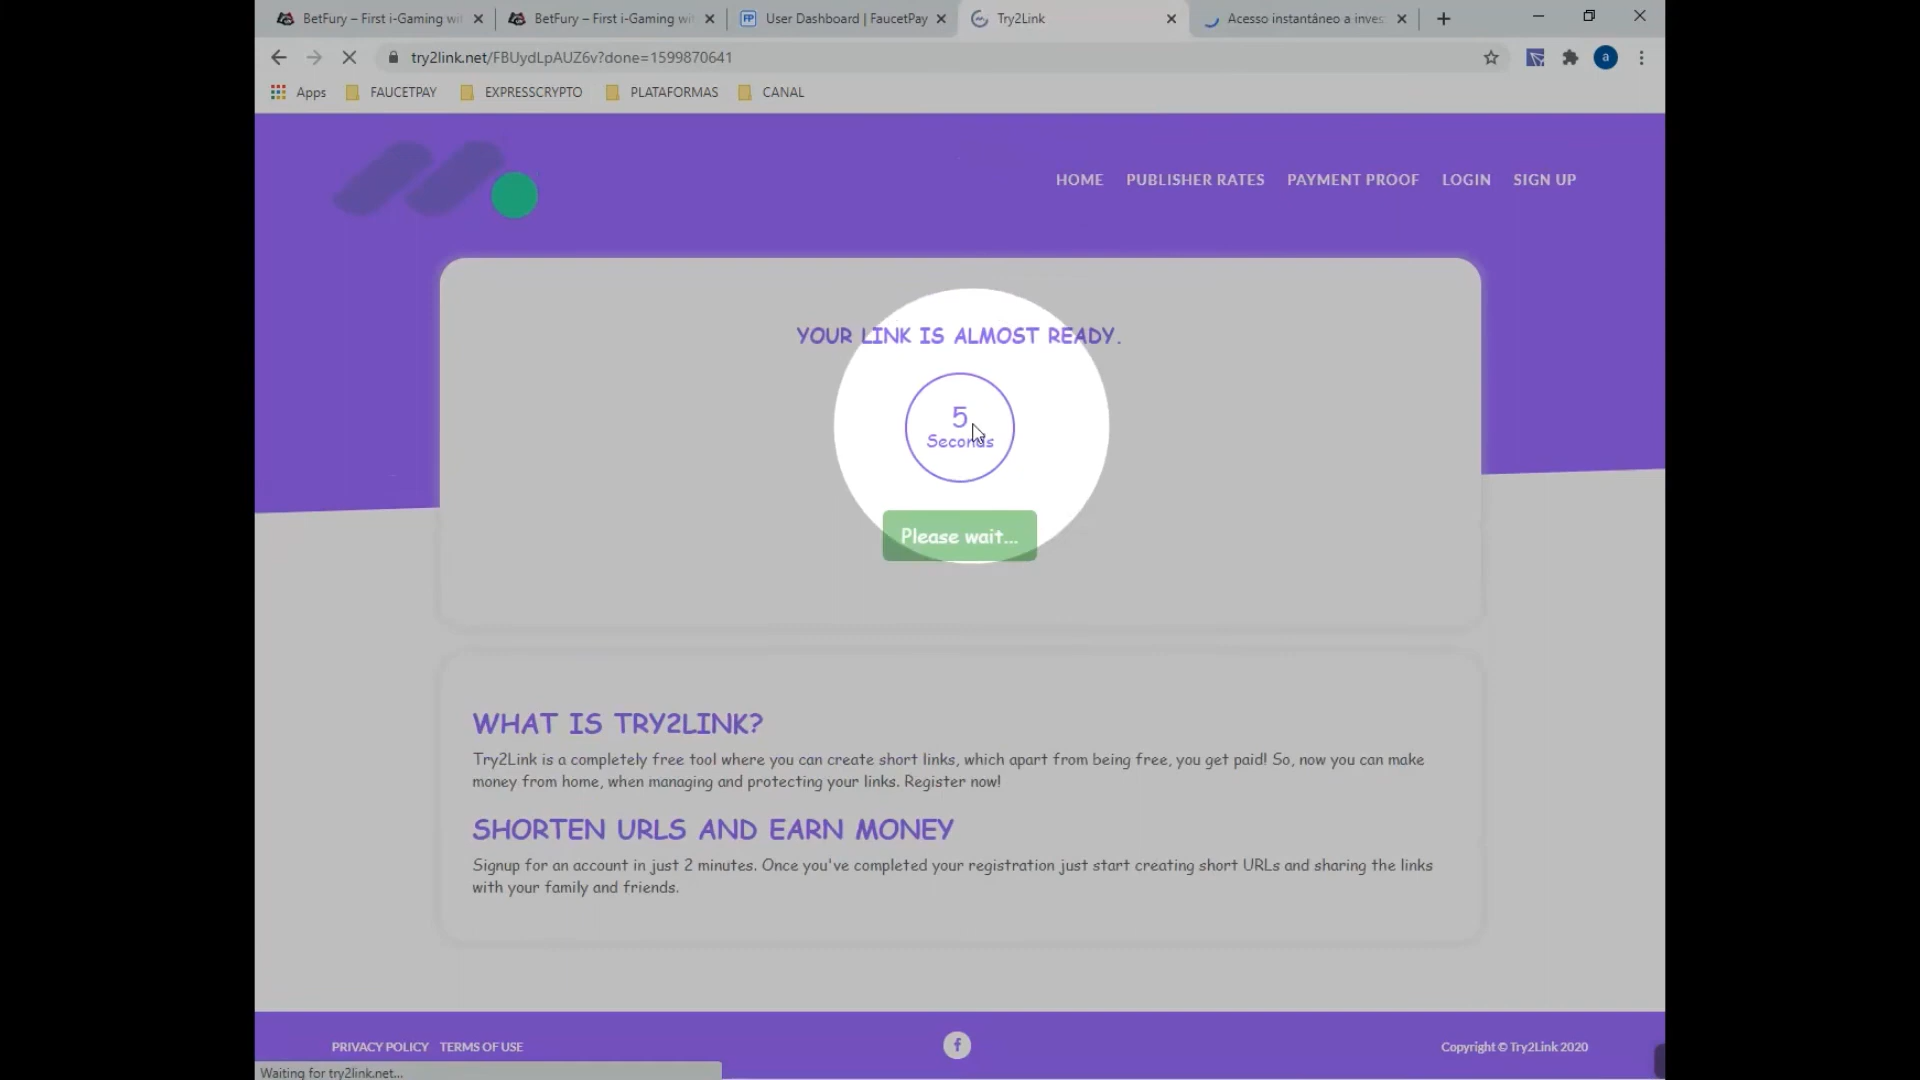 BetFury – First i-Gaming wit
BetFury – First i-Gaming wit
FP User Dashboard | FaucetPay
Try2Link
Acesso instantâneo a inves
try2link.net/FBUydLpAUZ6v?done=1599870641
a
Apps FAUCETPAY EXPRESSCRYPTO PLATAFORMAS CANAL
HOME PUBLISHER RATES PAYMENT PROOF LOGIN SIGN UP
YOUR LINK IS ALMOST READY.
5
Seconds
Please wait...
WHAT IS TRY2LINK?
Try2Link is a completely free tool where you can create short links, which apart from being free, you get paid! So, now you can make
money from home, when managing and protecting your links. Register now!
SHORTEN URLS AND EARN MONEY
Signup for an account in just 2 minutes. Once you've completed your registration just start creating short URLs and sharing the links
with your family and friends.
PRIVACY POLICY TERMS OF USE
f
Copyright © Try2Link 2020
Waiting for try2link.net...